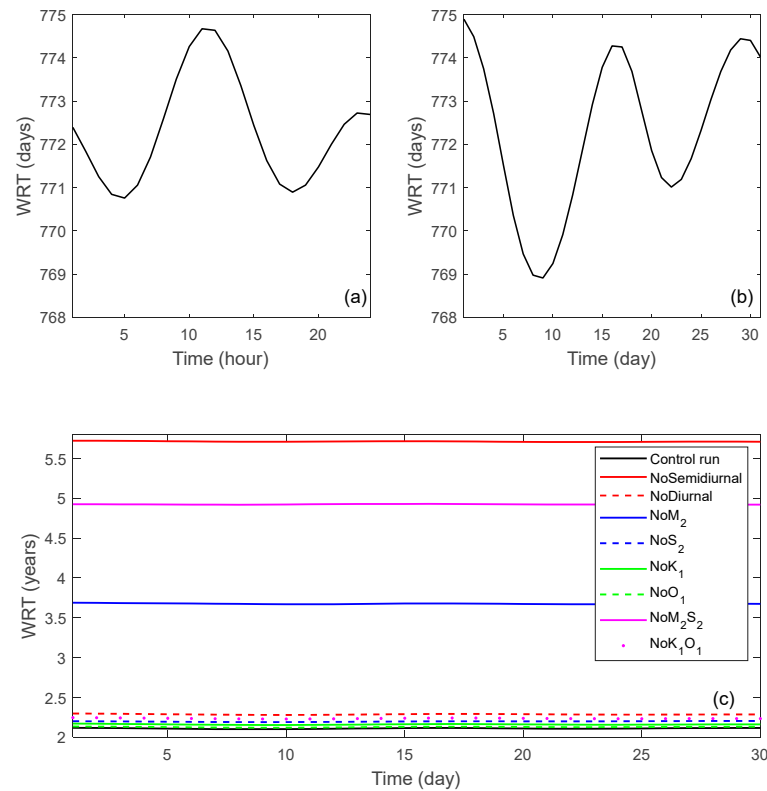 775
774
773
772
771
770
769
768
WRT (days)
5 10 15 20
Time (hour)
(a)
775
774
773
772
771
770
769
768
WRT (days)
5 10 15 20 25 30
Time (day)
(b)
5.5
5
4.5
4
3.5
3
2.5
2
WRT (years)
Control run
NoSemidiurnal
NoDiurnal
NoM2
NoS2
NoK1
NoO1
NoM2S2
NoK1O1
(c)
5 10 15 20 25 30
Time (day)